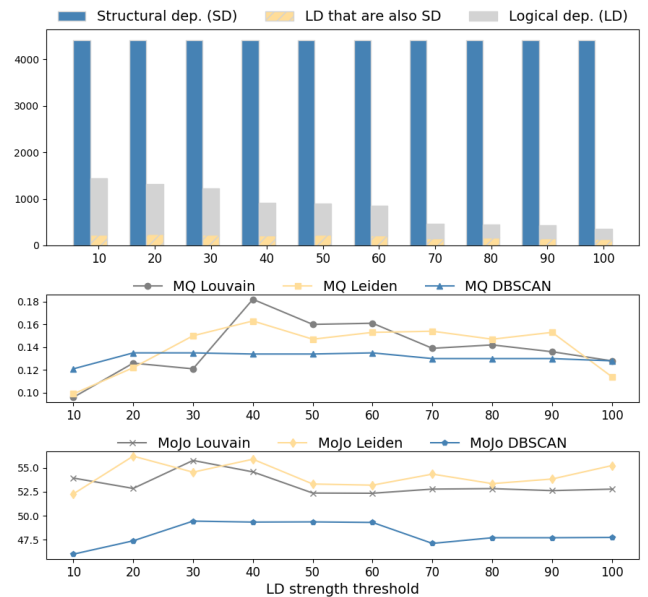 Structural dep. (SD) LD that are also SD Logical dep. (LD)
4000
3000
2000
1000
0
10 20 30 40 50 60 70 80 90 100
MQ Louvain MQ Leiden MQ DBSCAN
0.18
0.16
0.14
0.12
0.10
10 20 30 40 50 60 70 80 90 100
MoJo Louvain MoJo Leiden MoJo DBSCAN
55.0
52.5
50.0
47.5
10 20 30 40 50 60 70 80 90 100
LD strength threshold